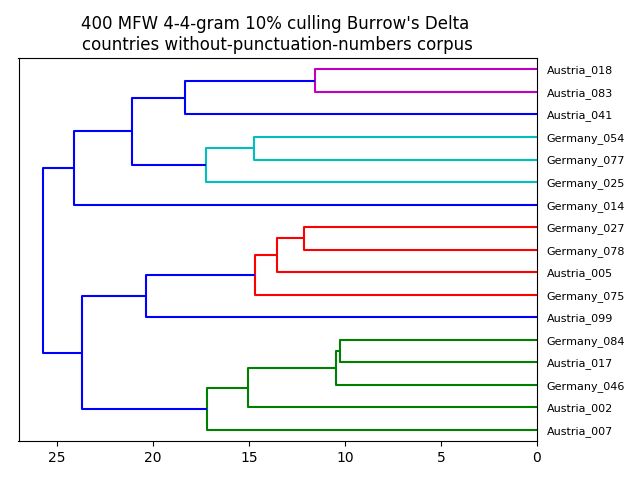 400 MFW 4-4-gram 10% culling Burrow's Delta
countries without-punctuation-numbers corpus
Austria_018
Austria_083
Austria_041
Germany_054
Germany_077
Germany_025
Germany_014
Germany_027
Germany_078
Austria_005
Germany_075
Austria_099
Germany_084
Austria_017
Germany_046
Austria_002
Austria_007
25 20 15 10 5 0